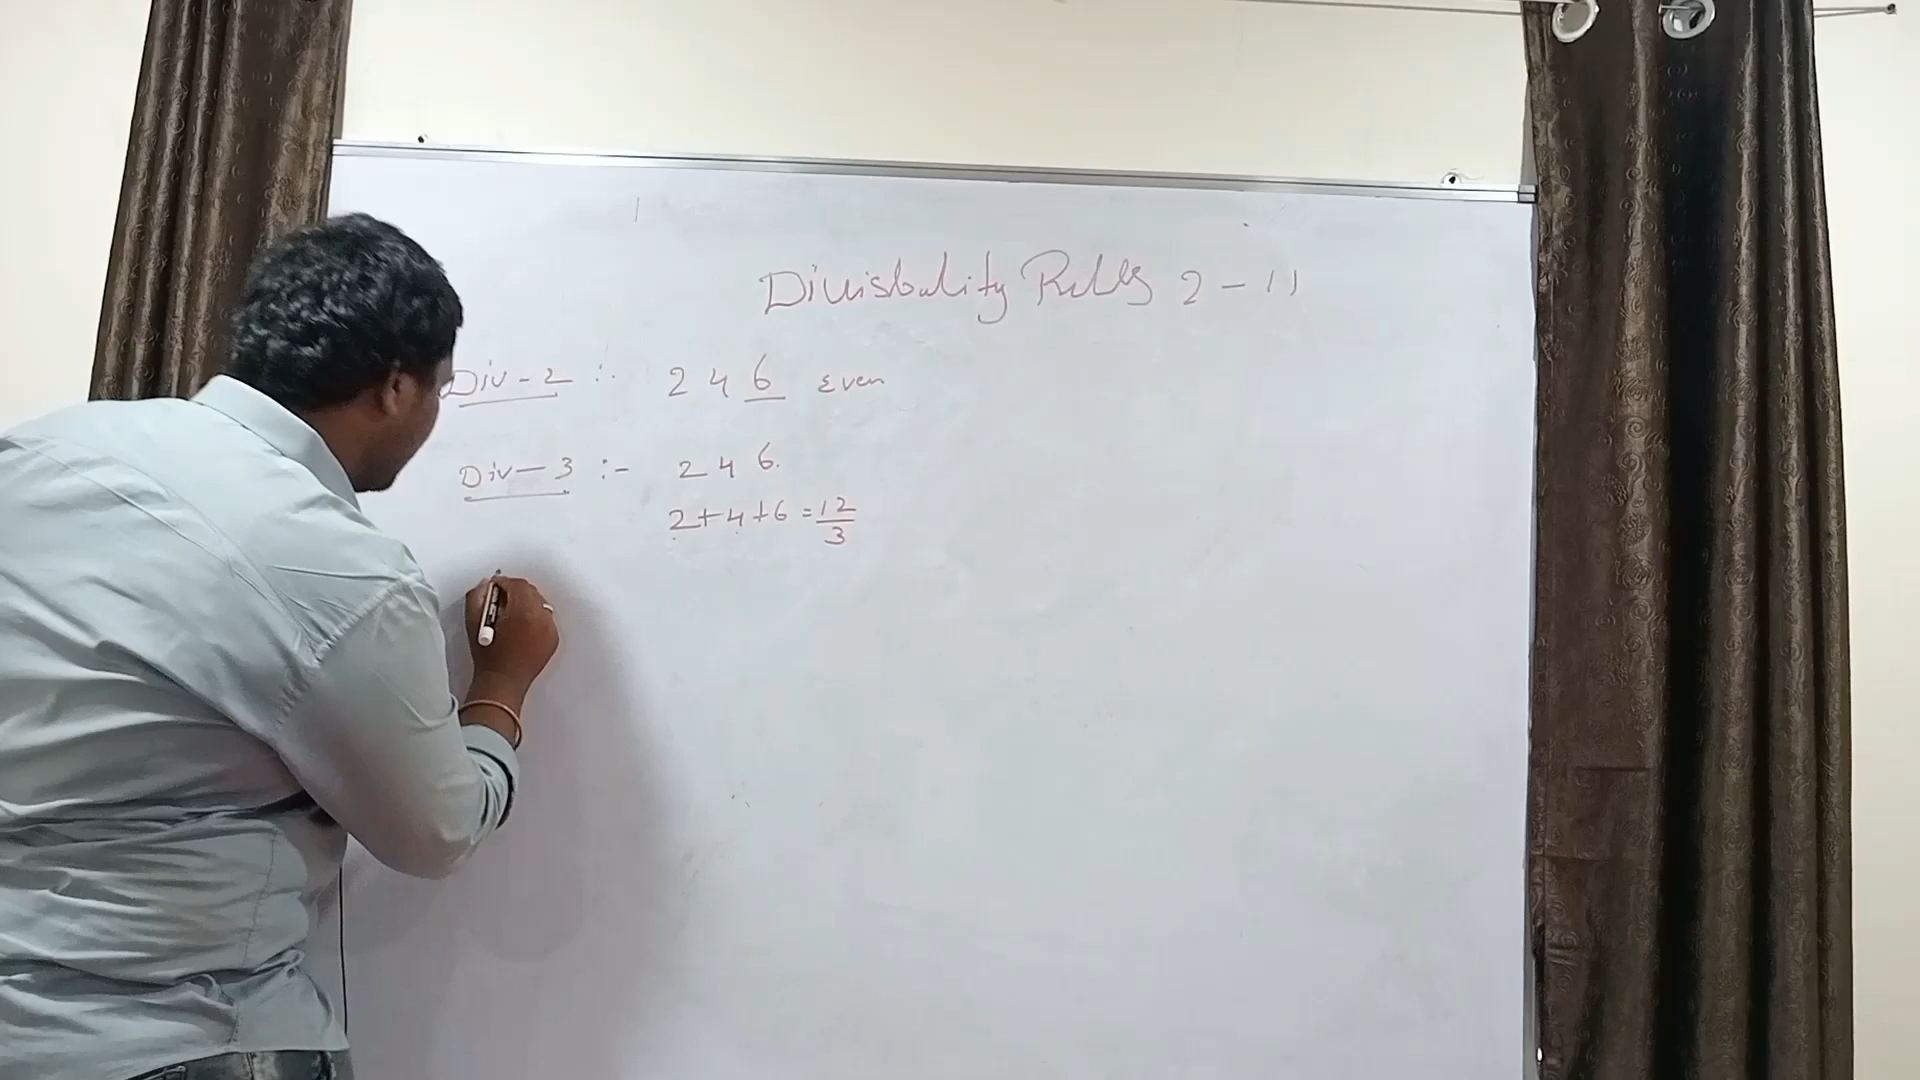 Divisbality Rules 2 - 11
Div - 2 :- 2 4 6 Even
Div - 3 :- 2 4 6.
2 + 4 + 6 = 12/3